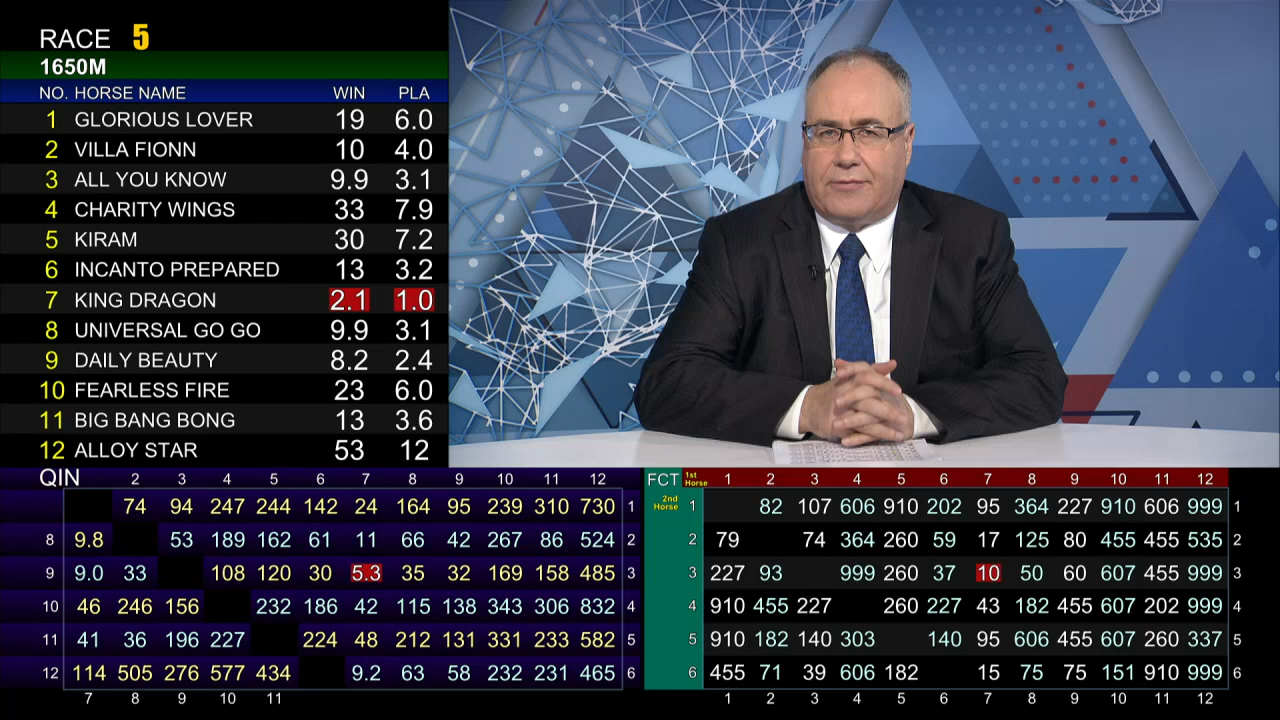 RACE 5
1650M
NO. HORSE NAME WIN PLA
1 GLORIOUS LOVER 19 6.0
2 VILLA FIONN 10 4.0
3 ALL YOU KNOW 9.9 3.1
4 CHARITY WINGS 33 7.9
5 KIRAM 30 7.2
6 INCANTO PREPARED 13 3.2
7 KING DRAGON 2.1 1.0
8 UNIVERSAL GO GO 9.9 3.1
9 DAILY BEAUTY 8.2 2.4
10 FEARLESS FIRE 23 6.0
11 BIG BANG BONG 13 3.6
12 ALLOY STAR 53 12
QIN 2 3 4 5 6 7 8 9 10 11 12
74 94 247 244 142 24 164 95 239 310 730 1
8 9.8 53 189 162 61 11 66 42 267 86 524 2
9 9.0 33 108 120 30 5.3 35 32 169 158 485 3
10 46 246 156 232 186 42 115 138 343 306 832 4
11 41 36 196 227 224 48 212 131 331 233 582 5
12 114 505 276 577 434 9.2 63 58 232 231 465 6
7 8 9 10 11
FCT 1st Horse 1 2 3 4 5 6 7 8 9 10 11 12
2nd Horse 1 82 107 606 910 202 95 364 227 910 606 999 1
2 79 74 364 260 59 17 125 80 455 455 535 2
3 227 93 999 260 37 10 50 60 607 455 999 3
4 910 455 227 260 227 43 182 455 607 202 999 4
5 910 182 140 303 140 95 606 455 607 260 337 5
6 455 71 39 606 182 15 75 75 151 910 999 6
1 2 3 4 5 6 7 8 9 10 11 12